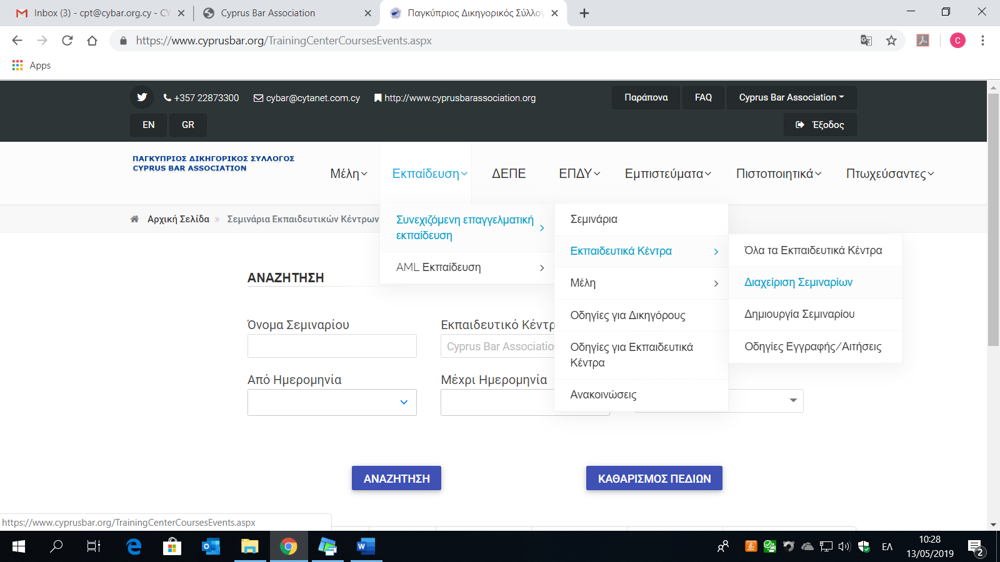 Inbox (3) - cpt@cybar.org.cy - CY
Cyprus Bar Association
Παγκύπριος Δικηγορικός Σύλλογ
https://www.cyprusbar.org/TrainingCenterCoursesEvents.aspx
C
Apps
+357 22873300
cybar@cytanet.com.cy
http://www.cyprusbarassociation.org
Παράπονα
FAQ
Cyprus Bar Association
EN
GR
Έξοδος
ΠΑΓΚΥΠΡΙΟΣ ΔΙΚΗΓΟΡΙΚΟΣ ΣΥΛΛΟΓΟΣ
CYPRUS BAR ASSOCIATION
Μέλη
Εκπαίδευση
ΔΕΠΕ
ΕΠΔΥ
Εμπιστεύματα
Πιστοποιητικά
Πτωχεύσαντες
Αρχική Σελίδα » Σεμινάρια Εκπαιδευτικών Κέντρων
Συνεχιζόμενη επαγγελματική
εκπαίδευση
AML Εκπαίδευση
Σεμινάρια
Εκπαιδευτικά Κέντρα
Μέλη
Οδηγίες για Δικηγόρους
Οδηγίες για Εκπαιδευτικά
Κέντρα
Ανακοινώσεις
Όλα τα Εκπαιδευτικά Κέντρα
Διαχείριση Σεμιναρίων
Δημιουργία Σεμιναρίου
Οδηγίες Εγγραφής/Αιτήσεις
ΑΝΑΖΗΤΗΣΗ
Όνομα Σεμιναρίου
Εκπαιδευτικό Κέντρ
Cyprus Bar Associatio
Από Ημερομηνία
Μέχρι Ημερομηνία
ΑΝΑΖΗΤΗΣΗ
ΚΑΘΑΡΙΣΜΟΣ ΠΕΔΙΩΝ
https://www.cyprusbar.org/TrainingCenterCoursesEvents.aspx
ΕΛ
10:28
13/05/2019
2